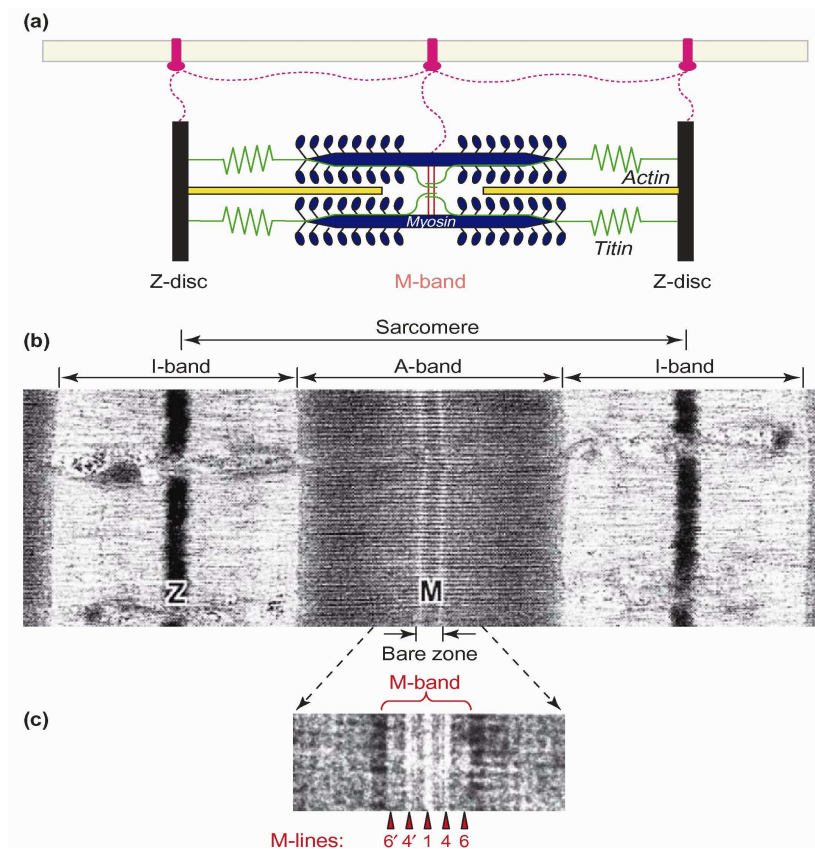 (a)
Actin
Myosin
Titin
Z-disc M-band Z-disc
(b)
Sarcomere
I-band A-band I-band
Z M
Bare zone
M-band
(c)
M-lines: 6′ 4′ 1 4 6